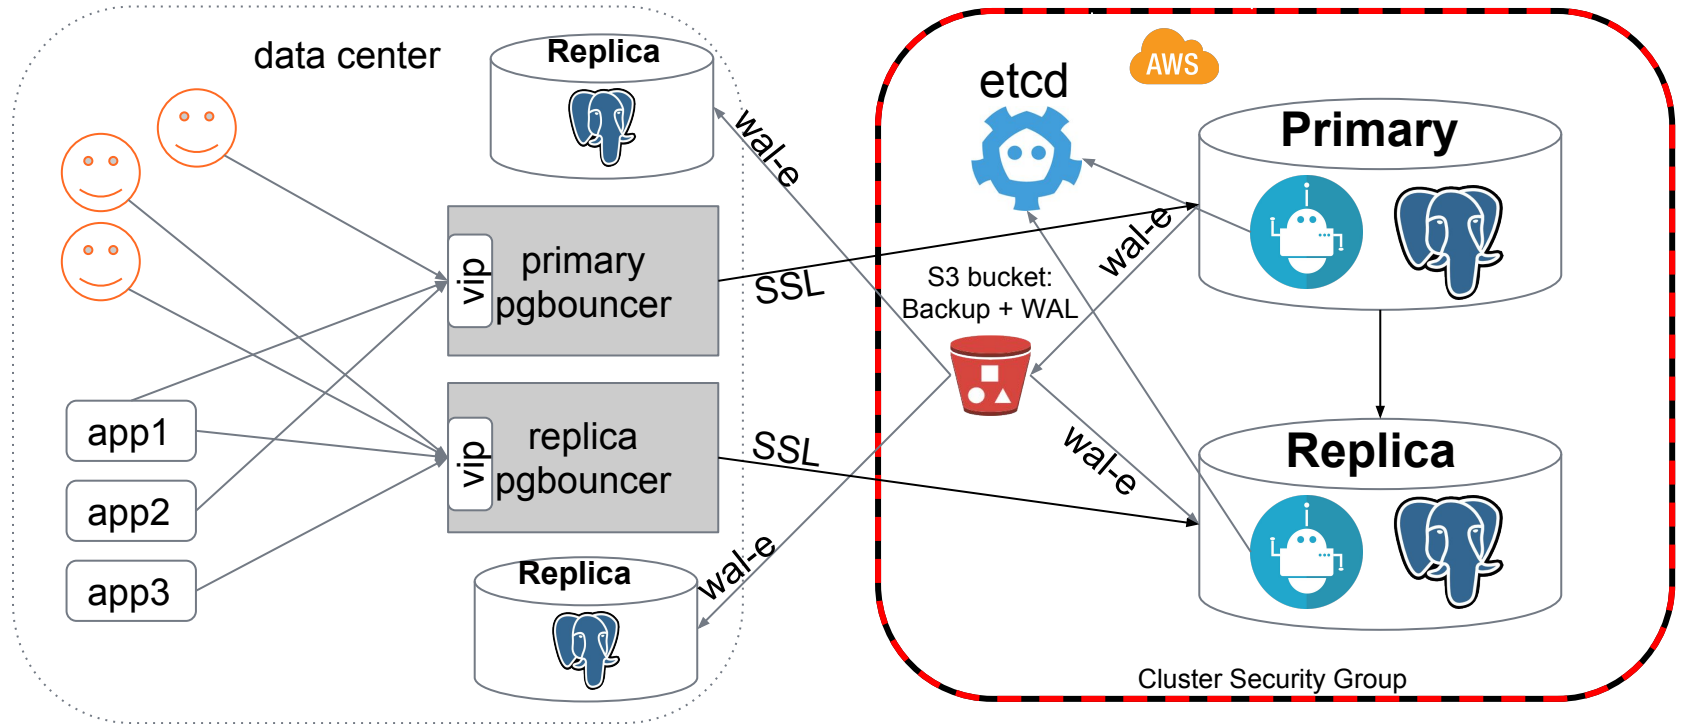 data center
Replica
wal-e
vip
primary
pgbouncer
SSL
vip
replica
pgbouncer
SSL
app1
app2
app3
Replica
wal-e
AWS
etcd
Primary
wal-e
S3 bucket:
Backup + WAL
wal-e
Replica
Cluster Security Group